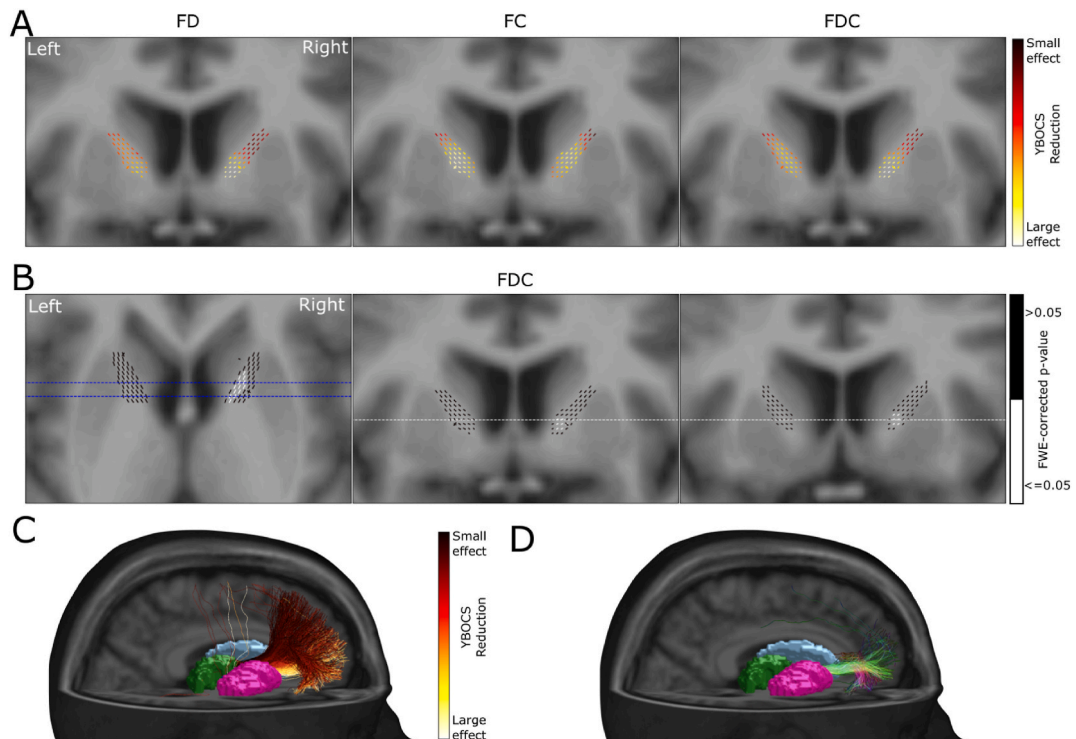 A
FD
FC
FDC
Left
Right
Small
effect
YBOCS
Reduction
Large
effect
B
FDC
Left
Right
>0.05
FWE-corrected p-value
<=0.05
C
Small
effect
YBOCS
Reduction
Large
effect
D